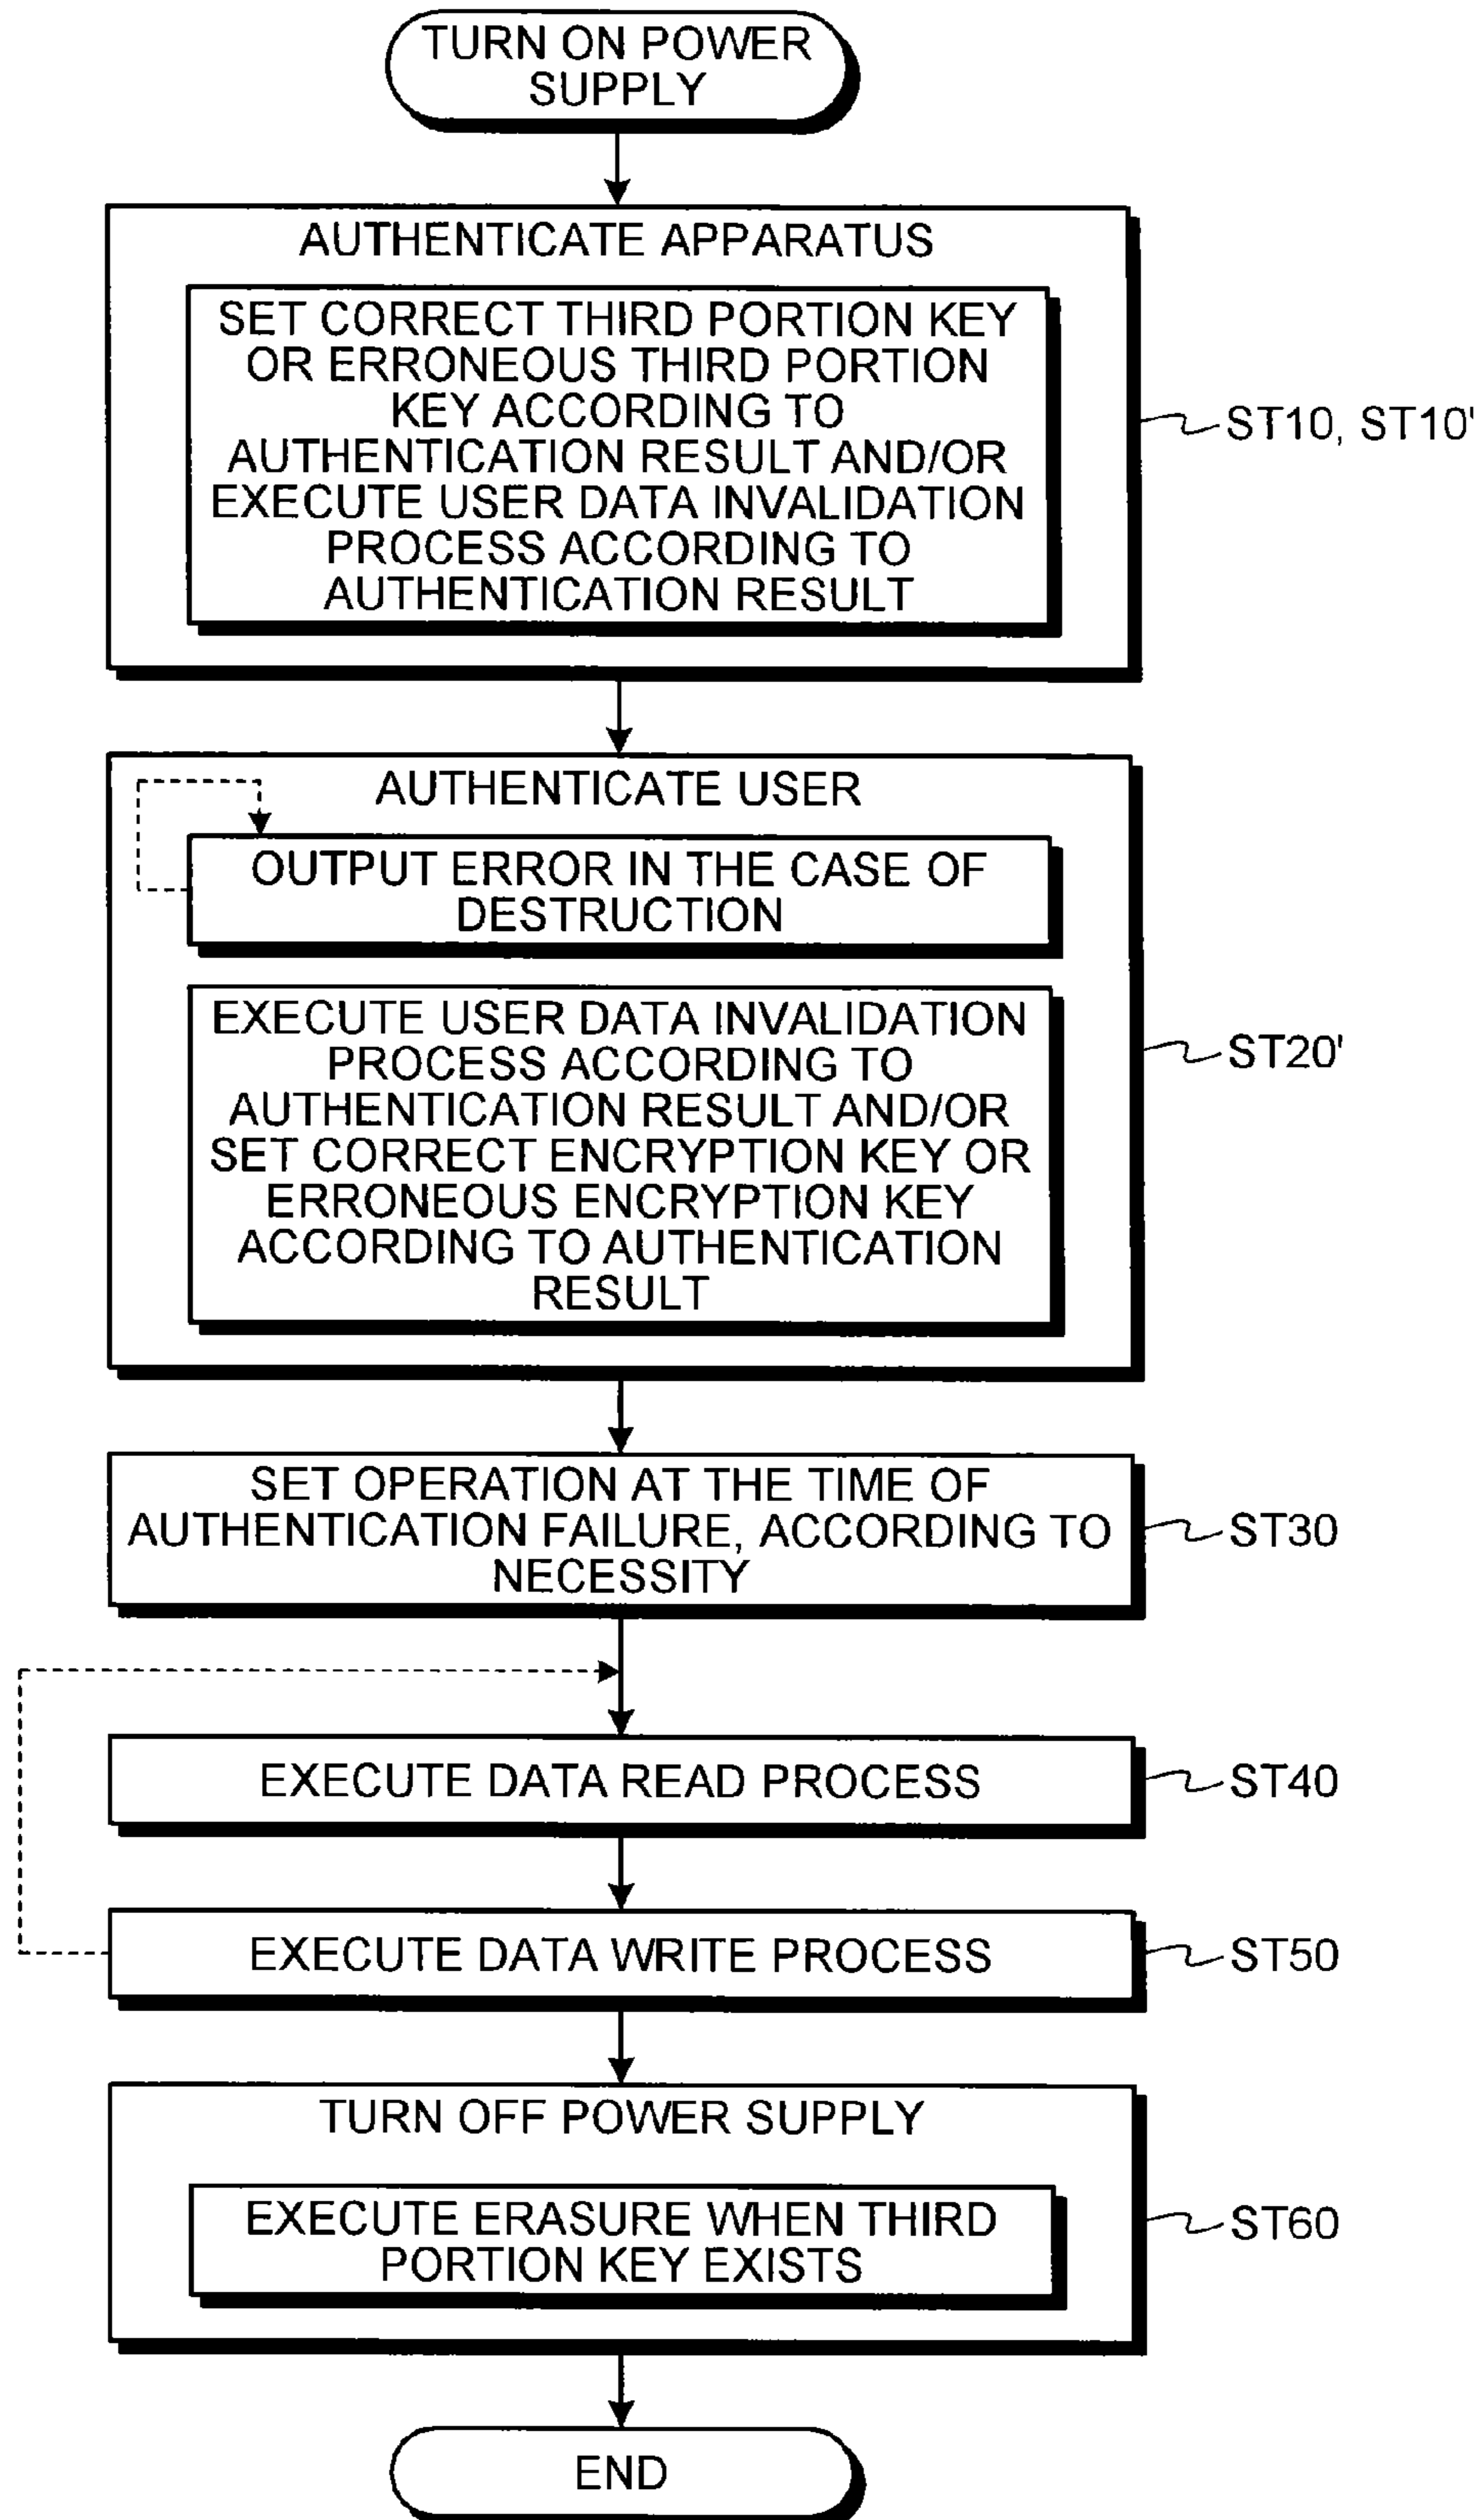 TURN ON POWER
SUPPLY
AUTHENTICATE APPARATUS
SET CORRECT THIRD PORTION KEY
OR ERRONEOUS THIRD PORTION
KEY ACCORDING TO
AUTHENTICATION RESULT AND/OR
EXECUTE USER DATA INVALIDATION
PROCESS ACCORDING TO
AUTHENTICATION RESULT
ST10, ST10'
AUTHENTICATE USER
OUTPUT ERROR IN THE CASE OF
DESTRUCTION
EXECUTE USER DATA INVALIDATION
PROCESS ACCORDING TO
AUTHENTICATION RESULT AND/OR
SET CORRECT ENCRYPTION KEY OR
ERRONEOUS ENCRYPTION KEY
ACCORDING TO AUTHENTICATION
RESULT
ST20'
SET OPERATION AT THE TIME OF
AUTHENTICATION FAILURE, ACCORDING TO
NECESSITY
ST30
EXECUTE DATA READ PROCESS
ST40
EXECUTE DATA WRITE PROCESS
ST50
TURN OFF POWER SUPPLY
EXECUTE ERASURE WHEN THIRD
PORTION KEY EXISTS
ST60
END